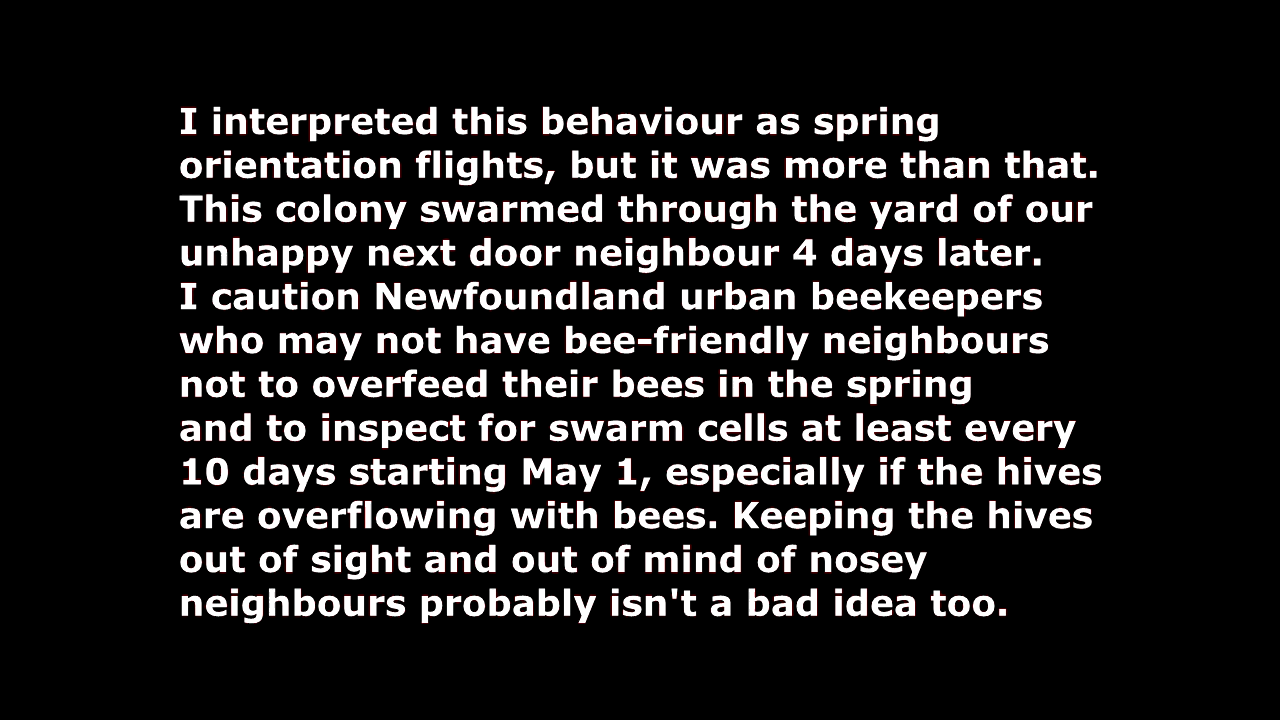 I interpreted this behaviour as spring
orientation flights, but it was more than that.
This colony swarmed through the yard of our
unhappy next door neighbour 4 days later.
I caution Newfoundland urban beekeepers
who may not have bee-friendly neighbours
not to overfeed their bees in the spring
and to inspect for swarm cells at least every
10 days starting May 1, especially if the hives
are overflowing with bees. Keeping the hives
out of sight and out of mind of nosey
neighbours probably isn't a bad idea too.